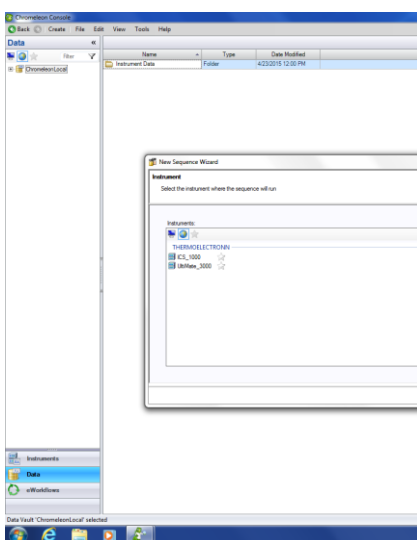 Chromeleon Console
Back Create File Edit View Tools Help
Data «
Filter
ChromeleonLocal
Name Type Date Modified
Instrument Data Folder 4/23/2015 12:00 PM
New Sequence Wizard
Instrument
Select the instrument where the sequence will run
Instruments:
THERMOELECTRONN
ICS_1000
UltiMate_3000
Instruments
Data
eWorkflows
Data Vault 'ChromeleonLocal' selected